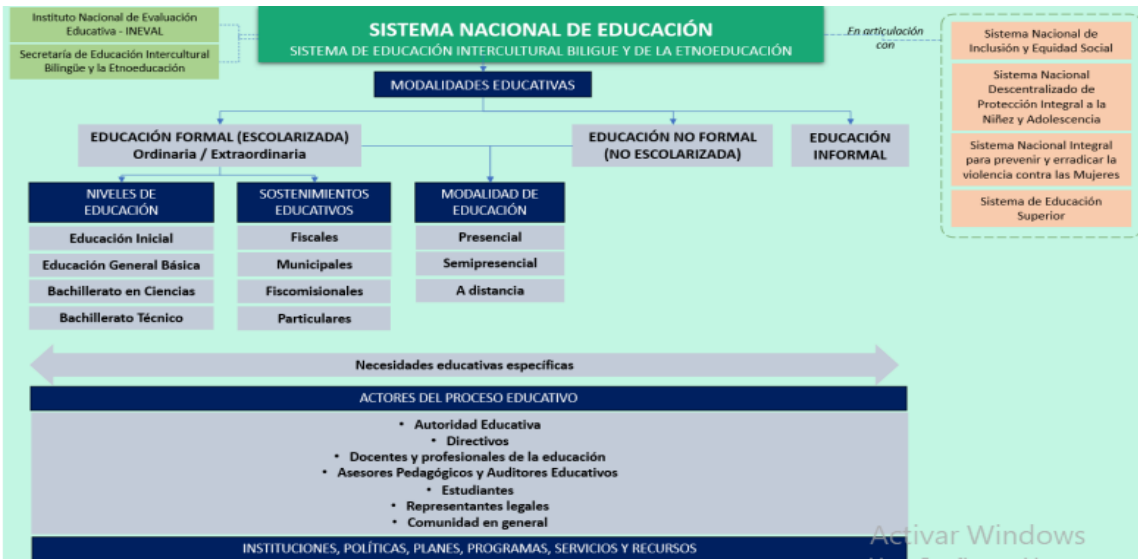 Instituto Nacional de Evaluación
Educativa - INEVAL
Secretaría de Educación Intercultural
Bilingüe y la Etnoeducación
SISTEMA NACIONAL DE EDUCACIÓN
SISTEMA DE EDUCACIÓN INTERCULTURAL BILIGUE Y DE LA ETNOEDUCACIÓN
En articulación
con
Sistema Nacional de
Inclusión y Equidad Social
Sistema Nacional
Descentralizado de
Protección Integral a la
Niñez y Adolescencia
Sistema Nacional Integral
para prevenir y erradicar la
violencia contra las Mujeres
Sistema de Educación
Superior
MODALIDADES EDUCATIVAS
EDUCACIÓN FORMAL (ESCOLARIZADA)
Ordinaria / Extraordinaria
EDUCACIÓN NO FORMAL
(NO ESCOLARIZADA)
EDUCACIÓN
INFORMAL
NIVELES DE
EDUCACIÓN
Educación Inicial
Educación General Básica
Bachillerato en Ciencias
Bachillerato Técnico
SOSTENIMIENTOS
EDUCATIVOS
Fiscales
Municipales
Fiscomisionales
Particulares
MODALIDAD DE
EDUCACIÓN
Presencial
Semipresencial
A distancia
Necesidades educativas específicas
ACTORES DEL PROCESO EDUCATIVO
• Autoridad Educativa
• Directivos
• Docentes y profesionales de la educación
• Asesores Pedagógicos y Auditores Educativos
• Estudiantes
• Representantes legales
• Comunidad en general
INSTITUCIONES, POLÍTICAS, PLANES, PROGRAMAS, SERVICIOS Y RECURSOS
Activar Windows